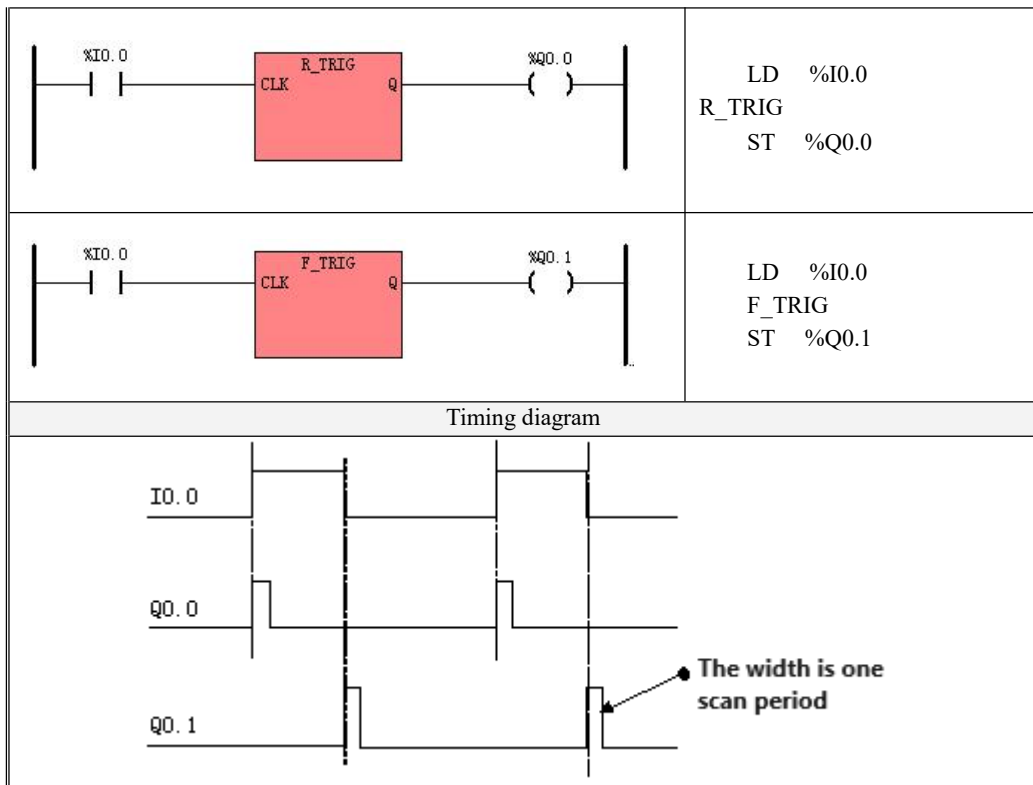 %I0.0
R_TRIG
%Q0.0
CLK
Q
LD %I0.0
R_TRIG
ST %Q0.0
%I0.0
F_TRIG
%Q0.1
CLK
Q
LD %I0.0
F_TRIG
ST %Q0.1
Timing diagram
I0.0
Q0.0
The width is one
scan period
Q0.1